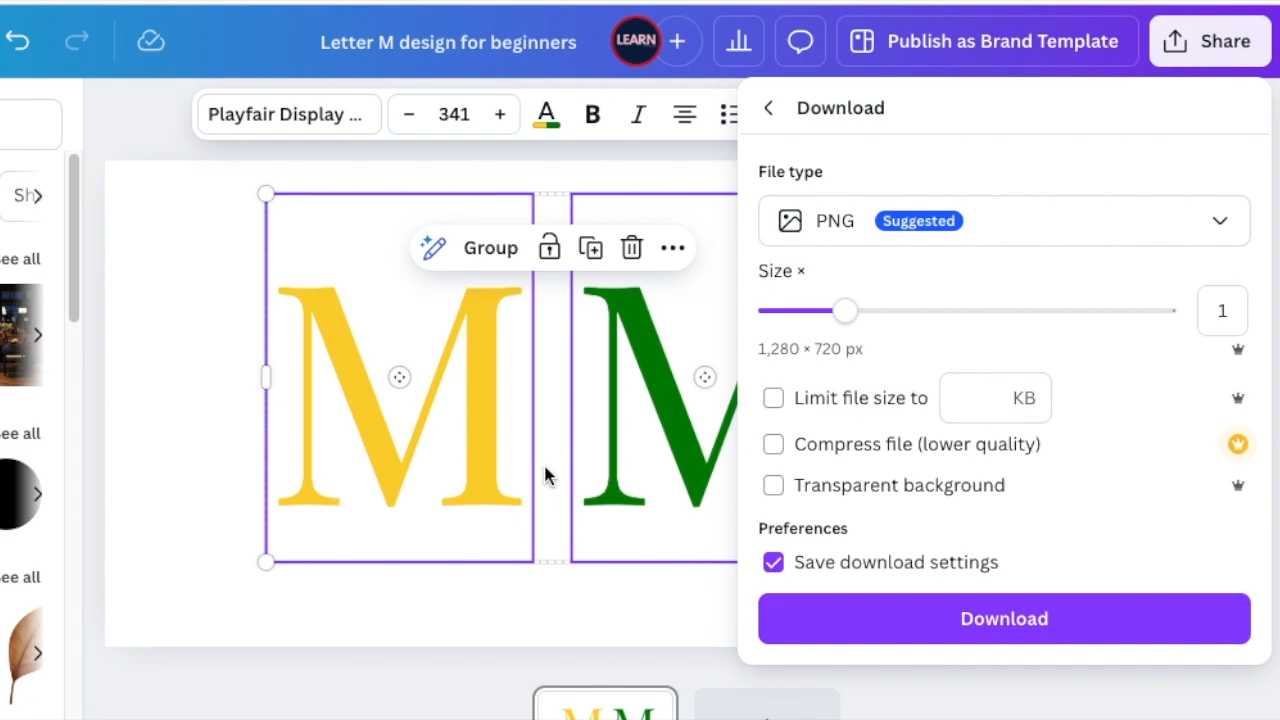 Letter M design for beginners
LEARN
Publish as Brand Template
Share
Playfair Display ...
341
B
I
Download
Sh
ee all
Group
File type
PNG
Suggested
Size ×
1
1,280 × 720 px
Limit file size to
KB
Compress file (lower quality)
Transparent background
Preferences
Save download settings
Download
M M
ee all
ee all
M M